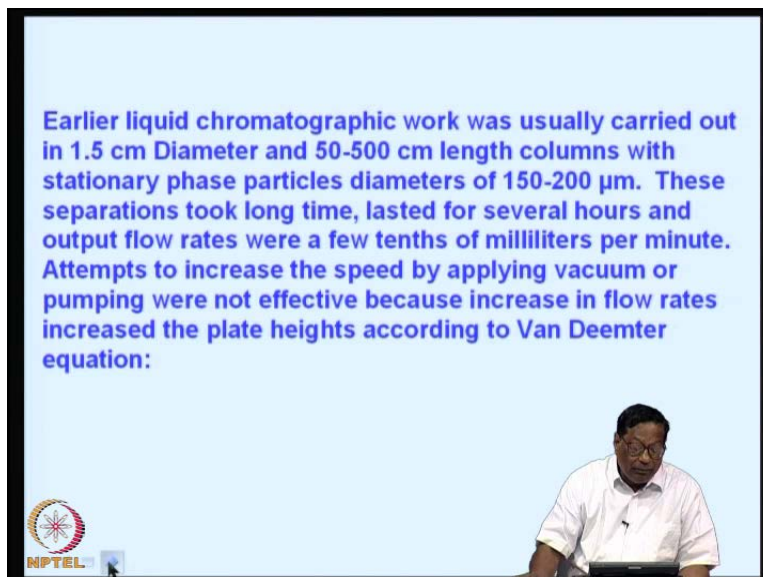 Earlier liquid chromatographic work was usually carried out
in 1.5 cm Diameter and 50-500 cm length columns with
stationary phase particles diameters of 150-200 µm. These
separations took long time, lasted for several hours and
output flow rates were a few tenths of milliliters per minute.
Attempts to increase the speed by applying vacuum or
pumping were not effective because increase in flow rates
increased the plate heights according to Van Deemter
equation:
NPTEL